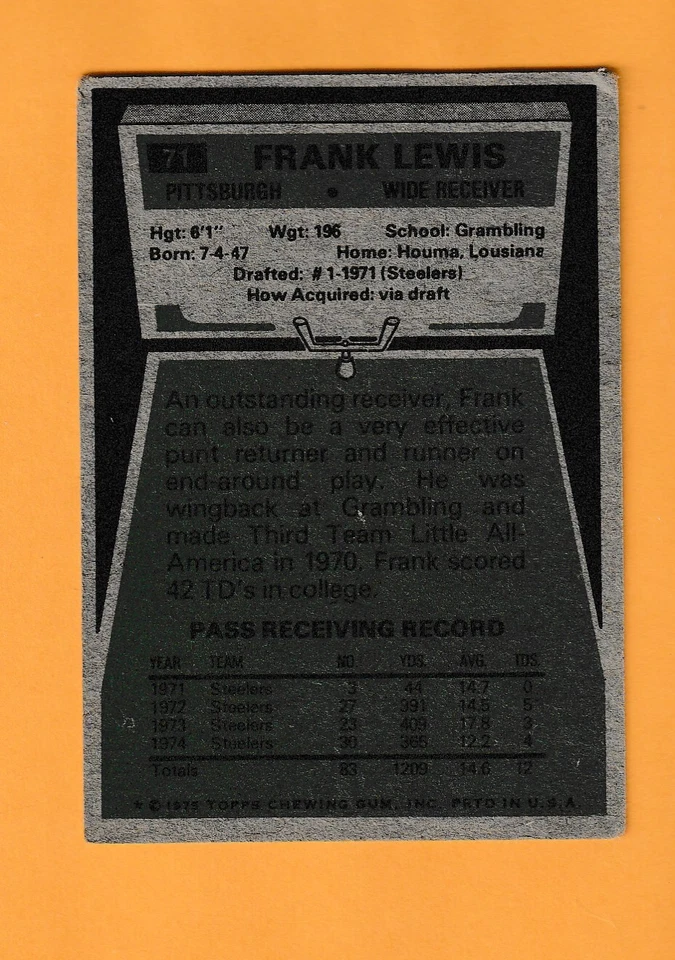 71 FRANK LEWIS
PITTSBURGH • WIDE RECEIVER
Hgt: 6'1" Wgt: 196 School: Grambling
Born: 7-4-47 Home: Houma, Lousiana
Drafted: #1-1971 (Steelers)
How Acquired: via draft
An outstanding receiver, Frank
can also be a very effective
punt returner and runner on
end-around play. He was
wingback at Grambling and
made Third Team Little All-
America in 1970. Frank scored
42 TD's in college.
PASS RECEIVING RECORD
YEAR TEAM NO. YDS. AVG. TDS.
1971 Steelers 3 44 14.7 0
1972 Steelers 27 391 14.5 5
1973 Steelers 23 409 17.8 3
1974 Steelers 30 365 12.2 4
Totals 83 1209 14.6 12
* © 1975 TOPPS CHEWING GUM, INC. PRTD IN U.S.A.